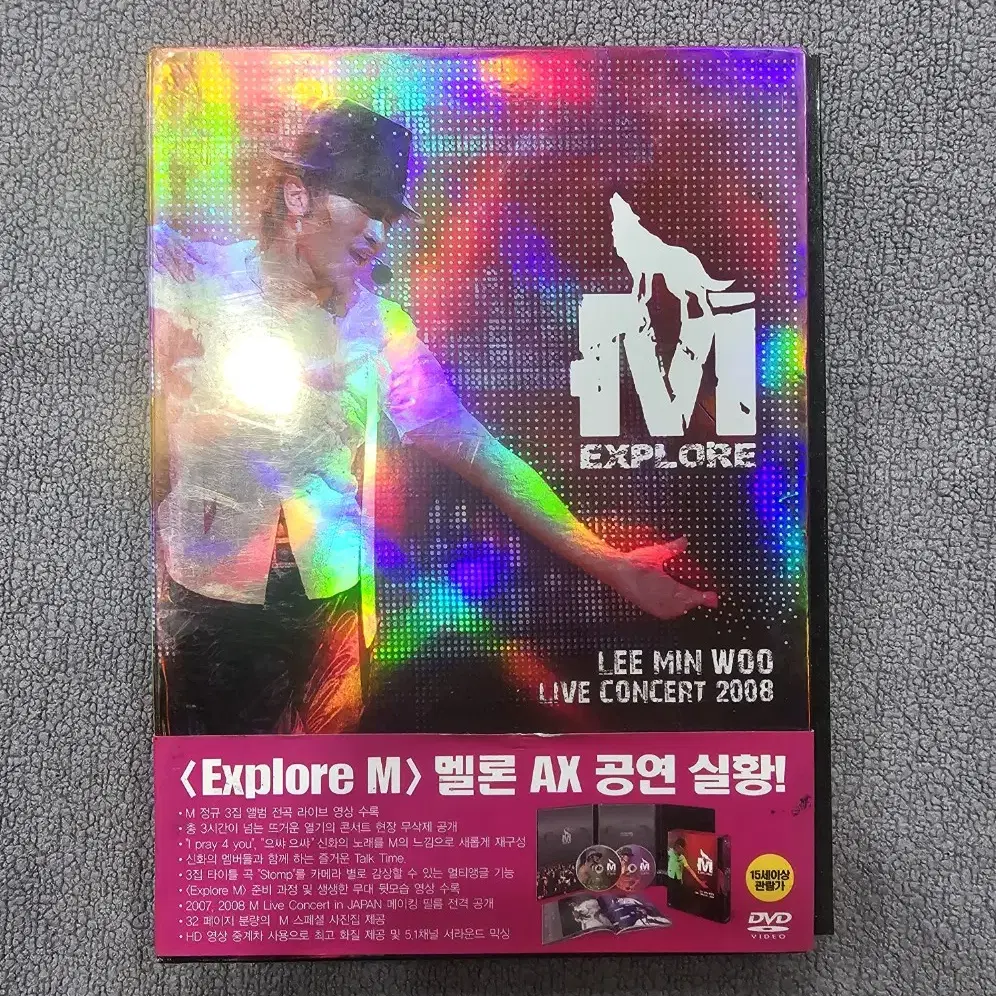 M
EXPLORE
LEE MIN WOO
LIVE CONCERT 2008
<Explore M> 멜론 AX 공연 실황!
• M 정규 3집 앨범 전곡 라이브 영상 수록
• 총 3시간이 넘는 뜨거운 열기의 콘서트 현장 무삭제 공개
• "I pray 4 you", "으쌰 으쌰" 신화의 노래를 M의 느낌으로 새롭게 재구성
• 신화의 멤버들과 함께 하는 즐거운 Talk Time.
• 3집 타이틀 곡 "Stomp"를 카메라 별로 감상할 수 있는 멀티앵글 기능
• <Explore M> 준비 과정 및 생생한 무대 뒷모습 영상 수록
• 2007, 2008 M Live Concert in JAPAN 메이킹 필름 전격 공개
• 32 페이지 분량의 M 스페셜 사진집 제공
• HD 영상 중계차 사용으로 최고 화질 제공 및 5.1채널 서라운드 믹싱
15세이상
관람가
DVD
VIDEO